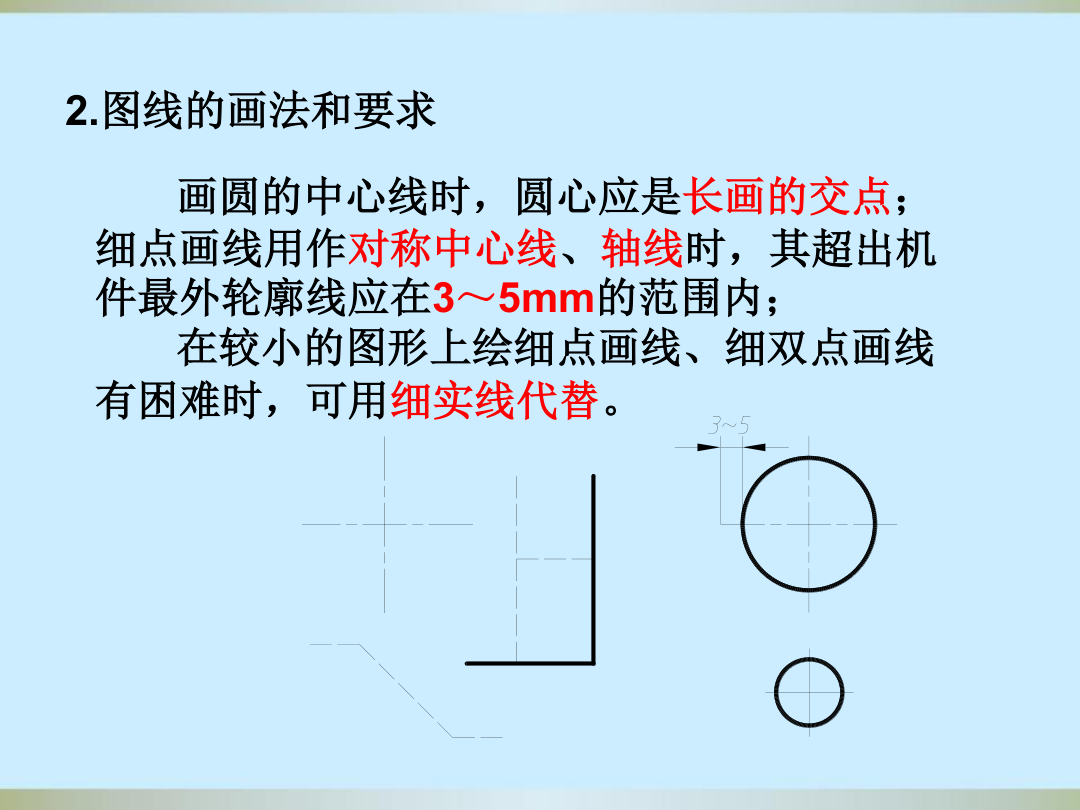 2.图线的画法和要求
画圆的中心线时，圆心应是长画的交点；
细点画线用作对称中心线、轴线时，其超出机
件最外轮廓线应在3～5mm的范围内；
在较小的图形上绘细点画线、细双点画线
有困难时，可用细实线代替。
3~5